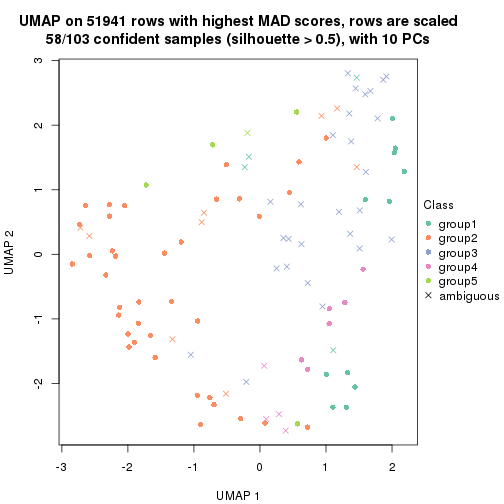 UMAP on 51941 rows with highest MAD scores, rows are scaled
58/103 confident samples (silhouette > 0.5), with 10 PCs
3
2
1
0
-1
-2
UMAP 2
-3
-2
-1
0
1
2
UMAP 1
Class
group1
group2
group3
group4
group5
ambiguous